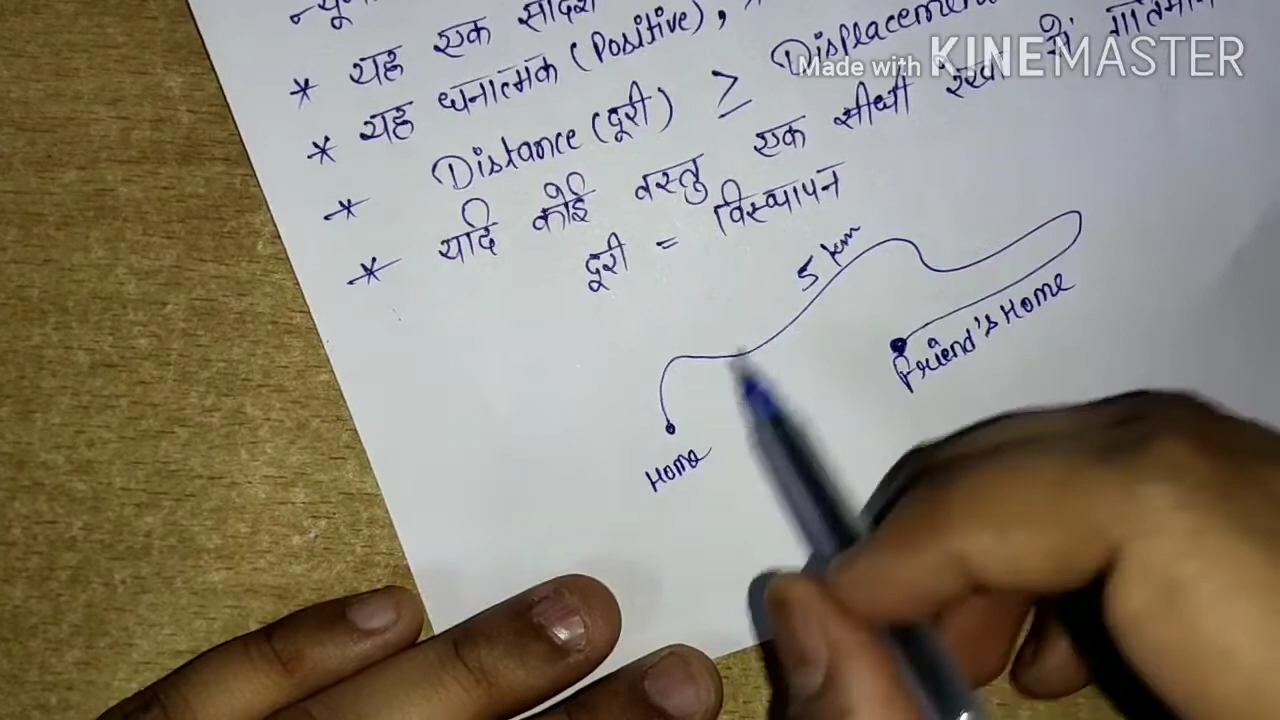 * यह एक सदिश
* यह धनात्मक (Positive),
* Distance (दूरी) ≥ Displacement
* यदि कोई वस्तु एक सीधी रेखा में गतिमान
दूरी = विस्थापन
5 km
Friend's Home
Home
Made with KINEMASTER